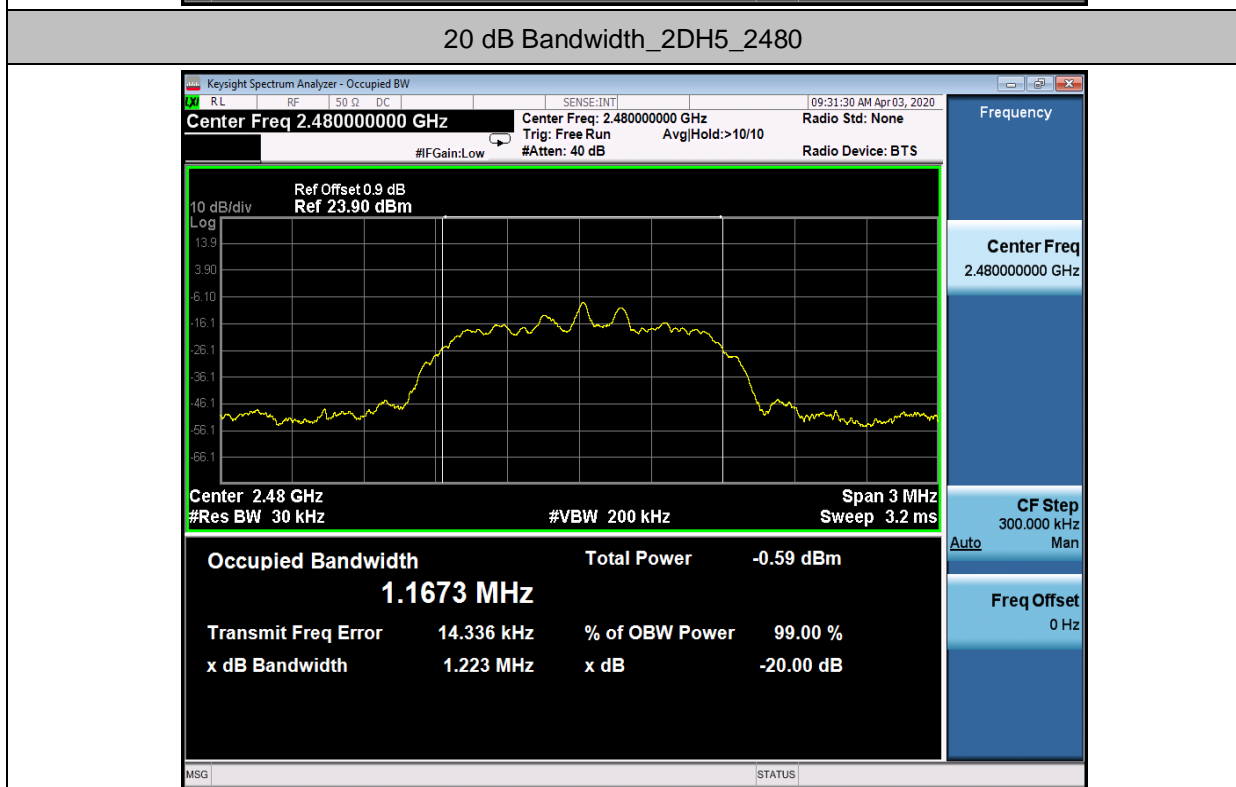 20 dB Bandwidth_2DH5_2480
Keysight Spectrum Analyzer - Occupied BW
LXI RL RF 50 Ω DC SENSE:INT 09:31:30 AM Apr 03, 2020
Center Freq 2.480000000 GHz
Center Freq: 2.480000000 GHz Radio Std: None
Trig: Free Run Avg|Hold:>10/10
#IFGain:Low #Atten: 40 dB Radio Device: BTS
Ref Offset 0.9 dB
10 dB/div Ref 23.90 dBm
Log
13.9
3.90
-6.10
-16.1
-26.1
-36.1
-46.1
-56.1
-66.1
Center 2.48 GHz Span 3 MHz
#Res BW 30 kHz #VBW 200 kHz Sweep 3.2 ms
Occupied Bandwidth Total Power -0.59 dBm
1.1673 MHz
Transmit Freq Error 14.336 kHz % of OBW Power 99.00 %
x dB Bandwidth 1.223 MHz x dB -20.00 dB
Frequency
Center Freq
2.480000000 GHz
CF Step
300.000 kHz
Auto Man
Freq Offset
0 Hz
MSG STATUS